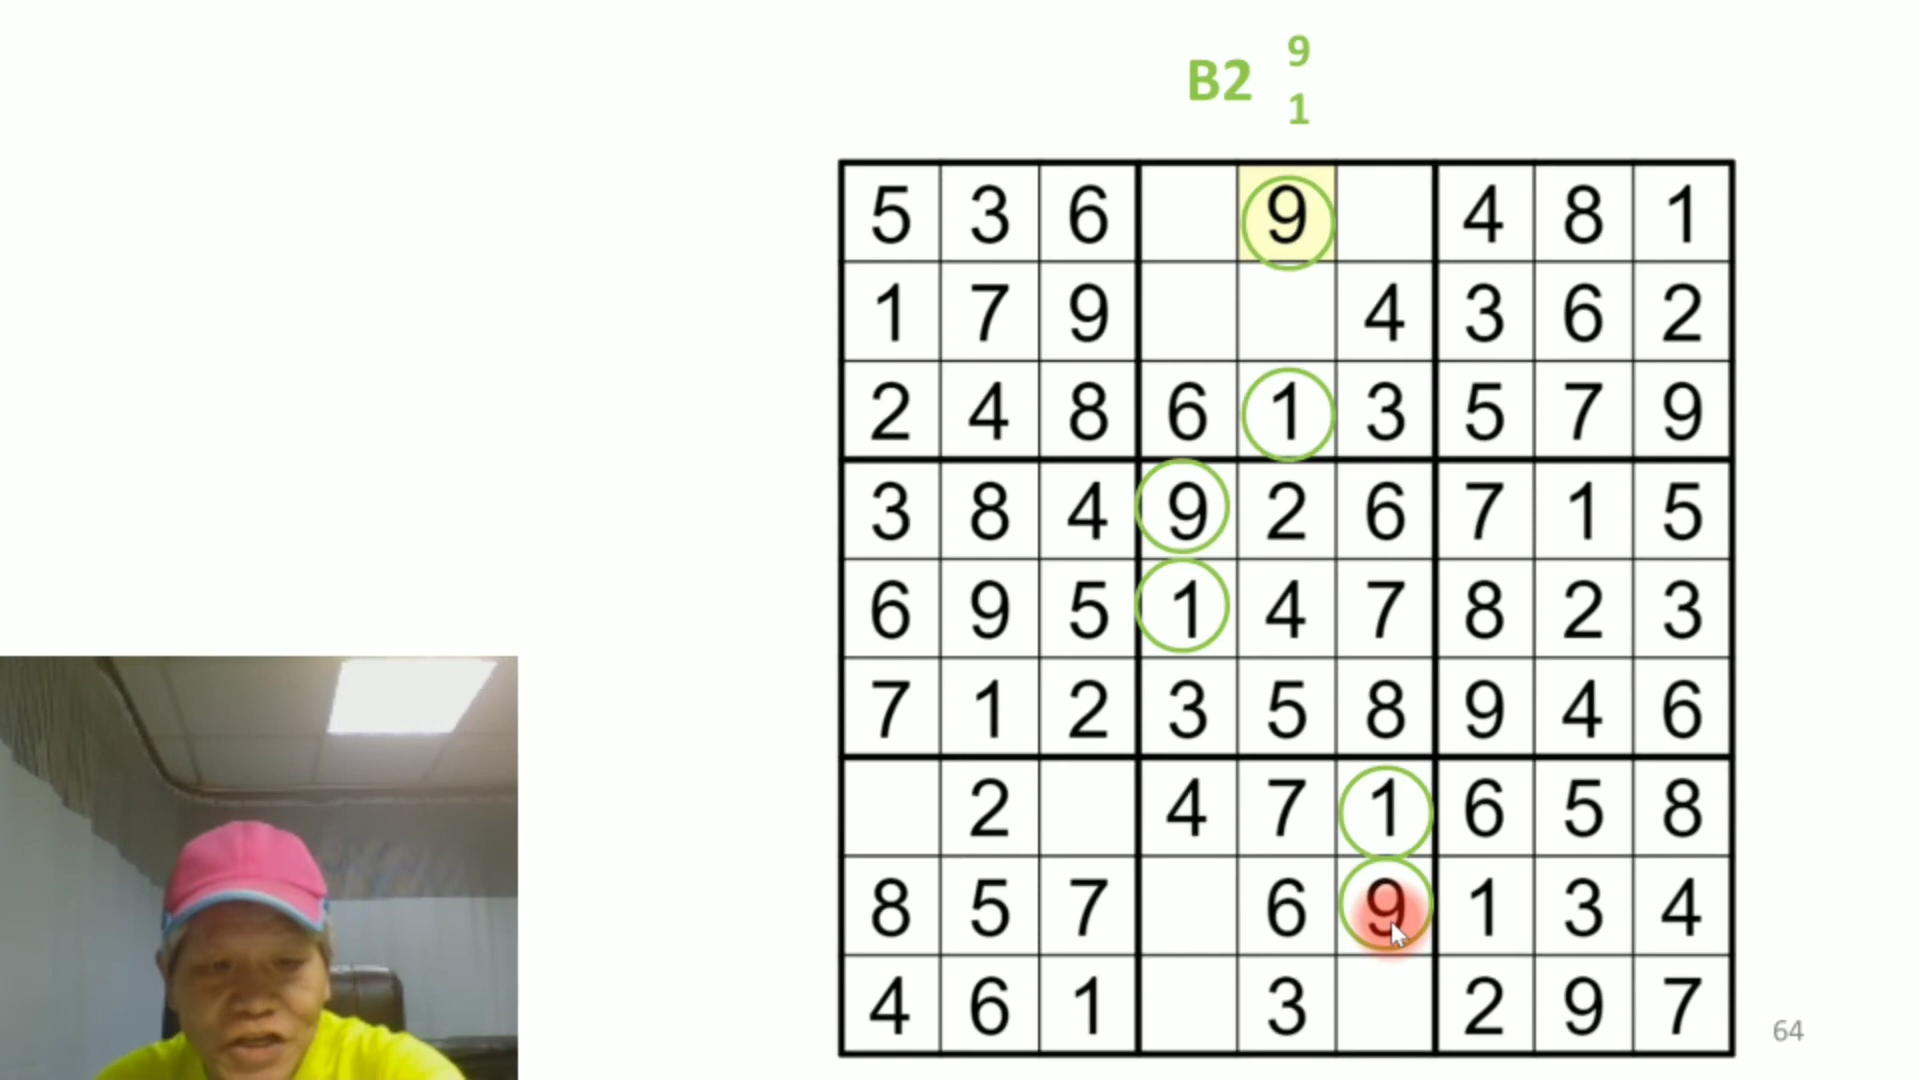 B2 9
1
5 3 6 9 4 8 1
1 7 9 4 3 6 2
2 4 8 6 1 3 5 7 9
3 8 4 9 2 6 7 1 5
6 9 5 1 4 7 8 2 3
7 1 2 3 5 8 9 4 6
2 4 7 1 6 5 8
8 5 7 6 9 1 3 4
4 6 1 3 2 9 7
64